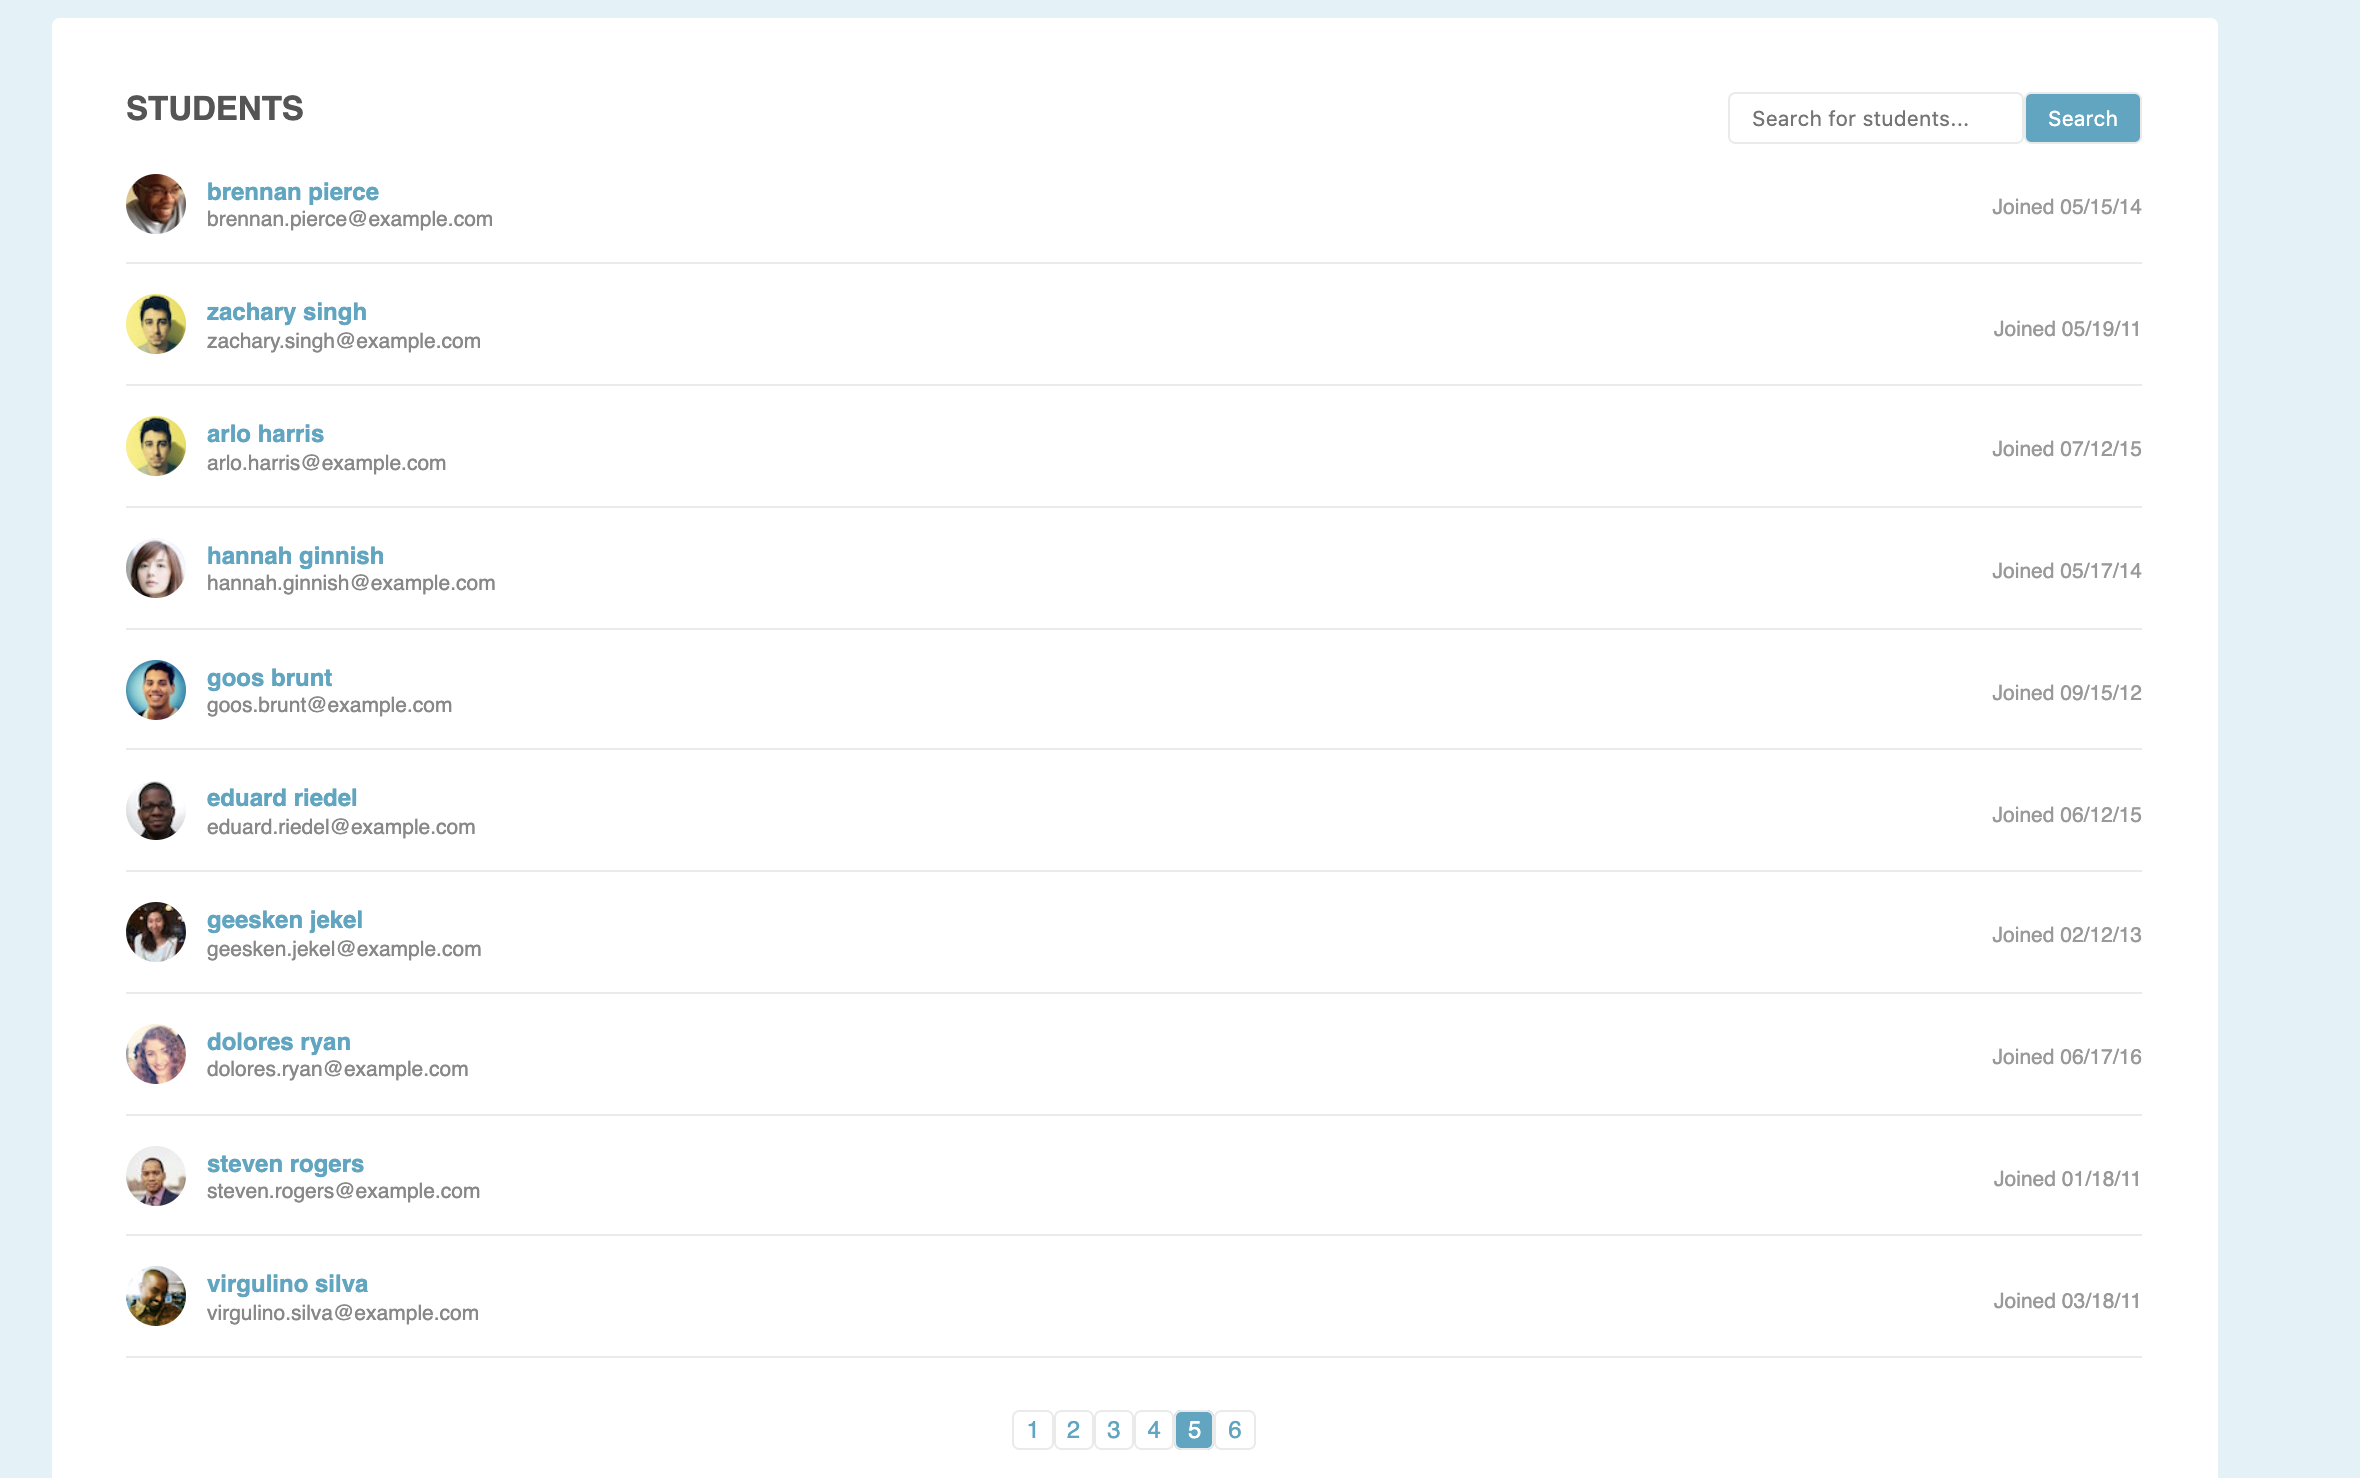 STUDENTS
Search for students...
Search
brennan pierce
brennan.pierce@example.com
Joined 05/15/14
zachary singh
zachary.singh@example.com
Joined 05/19/11
arlo harris
arlo.harris@example.com
Joined 07/12/15
hannah ginnish
hannah.ginnish@example.com
Joined 05/17/14
goos brunt
goos.brunt@example.com
Joined 09/15/12
eduard riedel
eduard.riedel@example.com
Joined 06/12/15
geesken jekel
geesken.jekel@example.com
Joined 02/12/13
dolores ryan
dolores.ryan@example.com
Joined 06/17/16
steven rogers
steven.rogers@example.com
Joined 01/18/11
virgulino silva
virgulino.silva@example.com
Joined 03/18/11
1 2 3 4 5 6